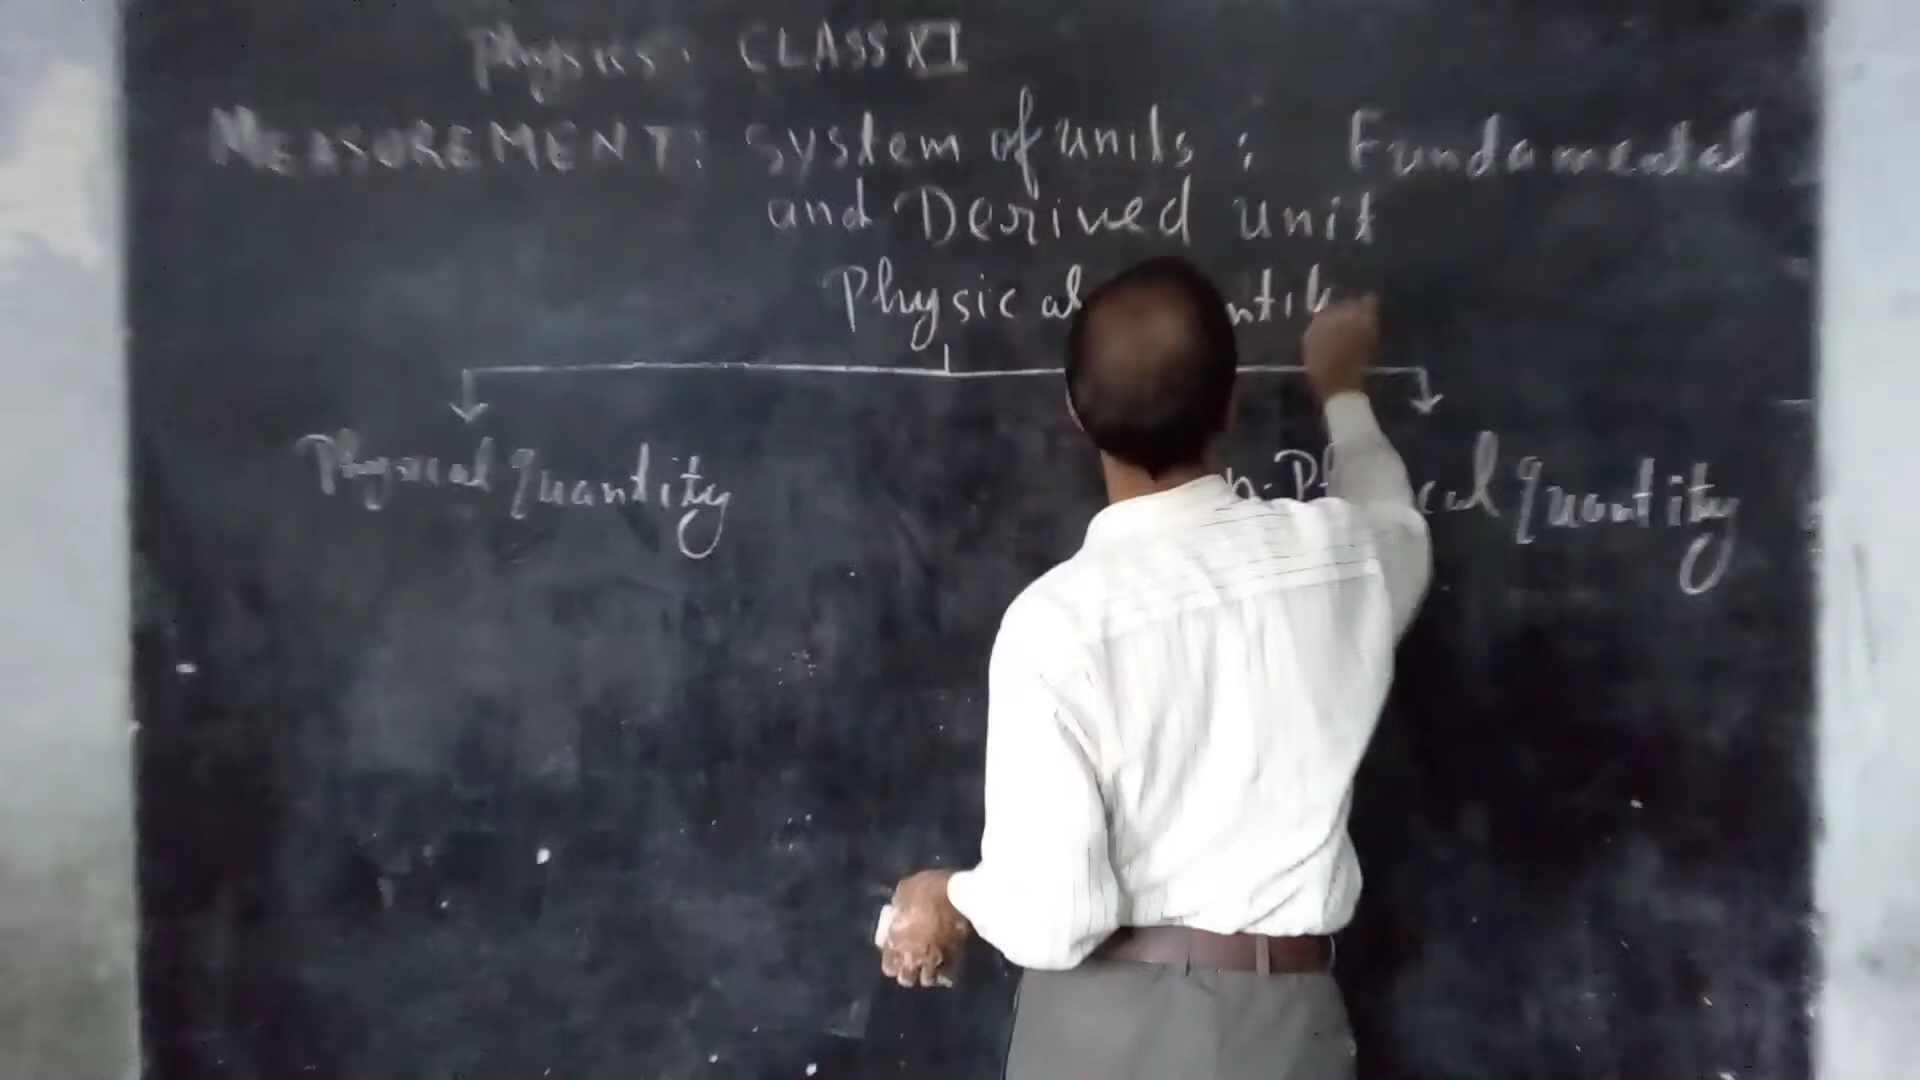 Physics: CLASS XI
MEASUREMENT: System of units: Fundamental
and Derived unit
Physical
Physical quantity
quantity